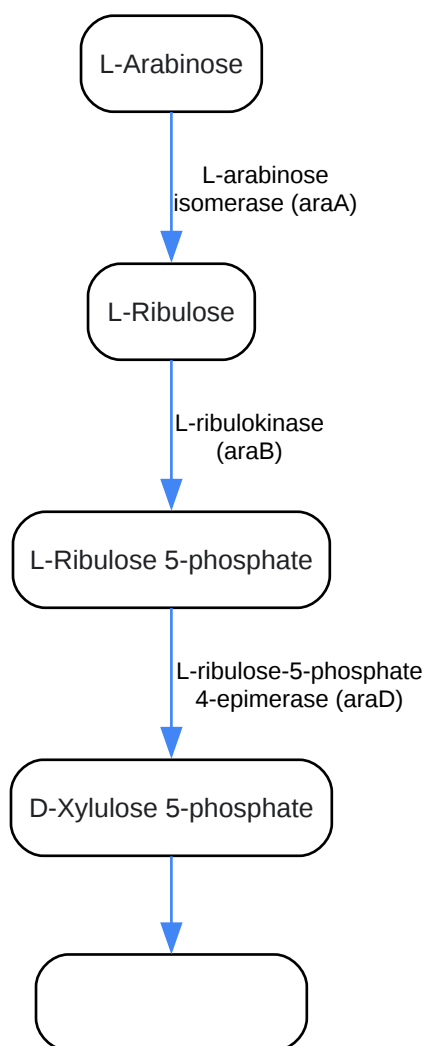 L-Arabinose
L-arabinose
isomerase (araA)
L-Ribulose
L-ribulokinase
(araB)
L-Ribulose 5-phosphate
L-ribulose-5-phosphate
4-epimerase (araD)
D-Xylulose 5-phosphate